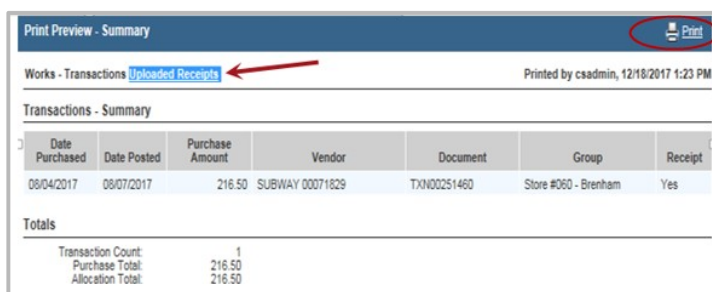 Print Preview - Summary Print
Works - Transactions Uploaded Receipts Printed by csadmin, 12/18/2017 1:23 PM
Transactions - Summary
Date Purchased Date Posted Purchase Amount Vendor Document Group Receipt
08/04/2017 08/07/2017 216.50 SUBWAY 00071829 TXN00251460 Store #060 - Brenham Yes
Totals
Transaction Count: 1
Purchase Total: 216.50
Allocation Total: 216.50